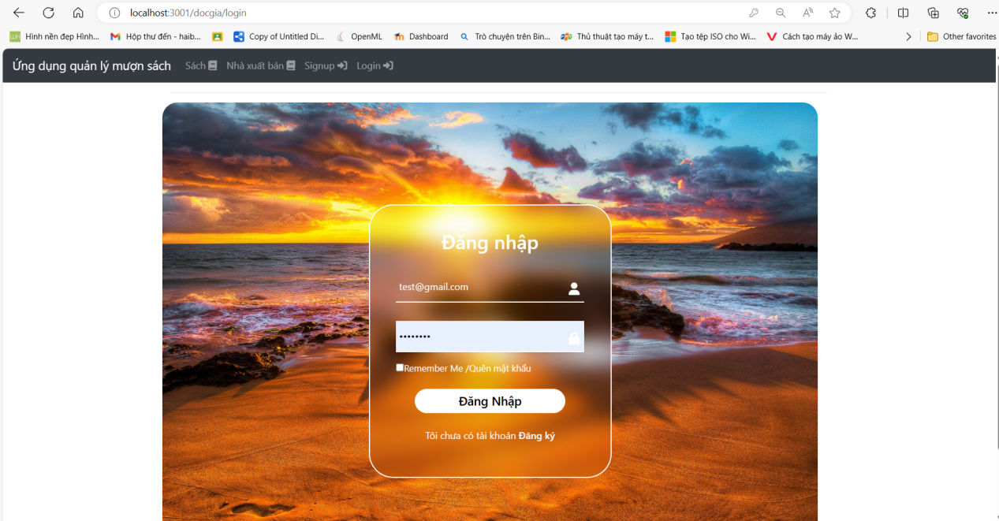 localhost:3001/docgia/login
Hình nền đẹp Hình... Hộp thư đến - haib... Copy of Untitled Di... OpenML Dashboard Trò chuyện trên Bin... Thủ thuật tạo máy t... Tạo tệp ISO cho Wi... Cách tạo máy ảo W... Other favorites
Ứng dụng quản lý mượn sách Sách Nhà xuất bản Signup Login
Đăng nhập
test@gmail.com
••••••••
Remember Me /Quên mật khẩu
Đăng Nhập
Tôi chưa có tài khoản Đăng ký